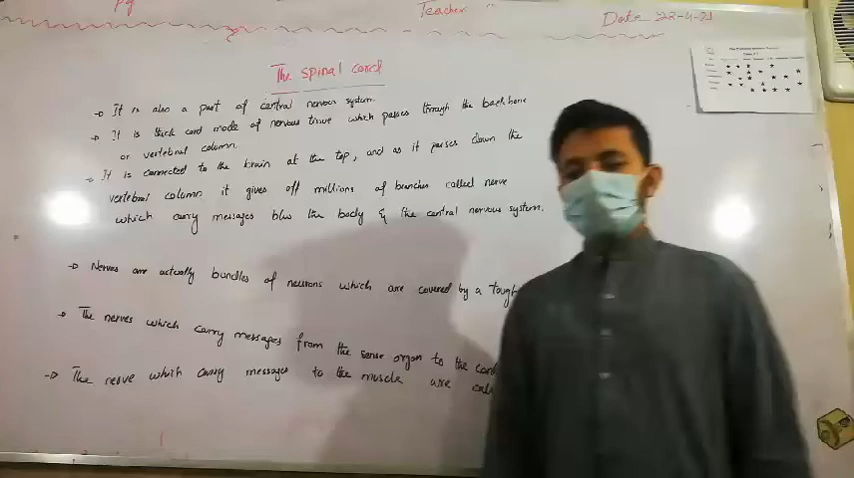 Pg
Teacher
Date 22-4-21
The spinal cord
It is also a part of central nervous system.
It is thick cord made of nervous tissue which passes through the back bone
or vertebral column.
It is connected to the brain at the top, and as it passes down the
vertebral column it gives off millions of branches called nerve
which carry messages b/w the body & the central nervous system.
Nerves are actually bundles of neurons which are covered by a tough
The nerves which carry messages from the sense organ to the
The nerve which carry messages to the muscle are